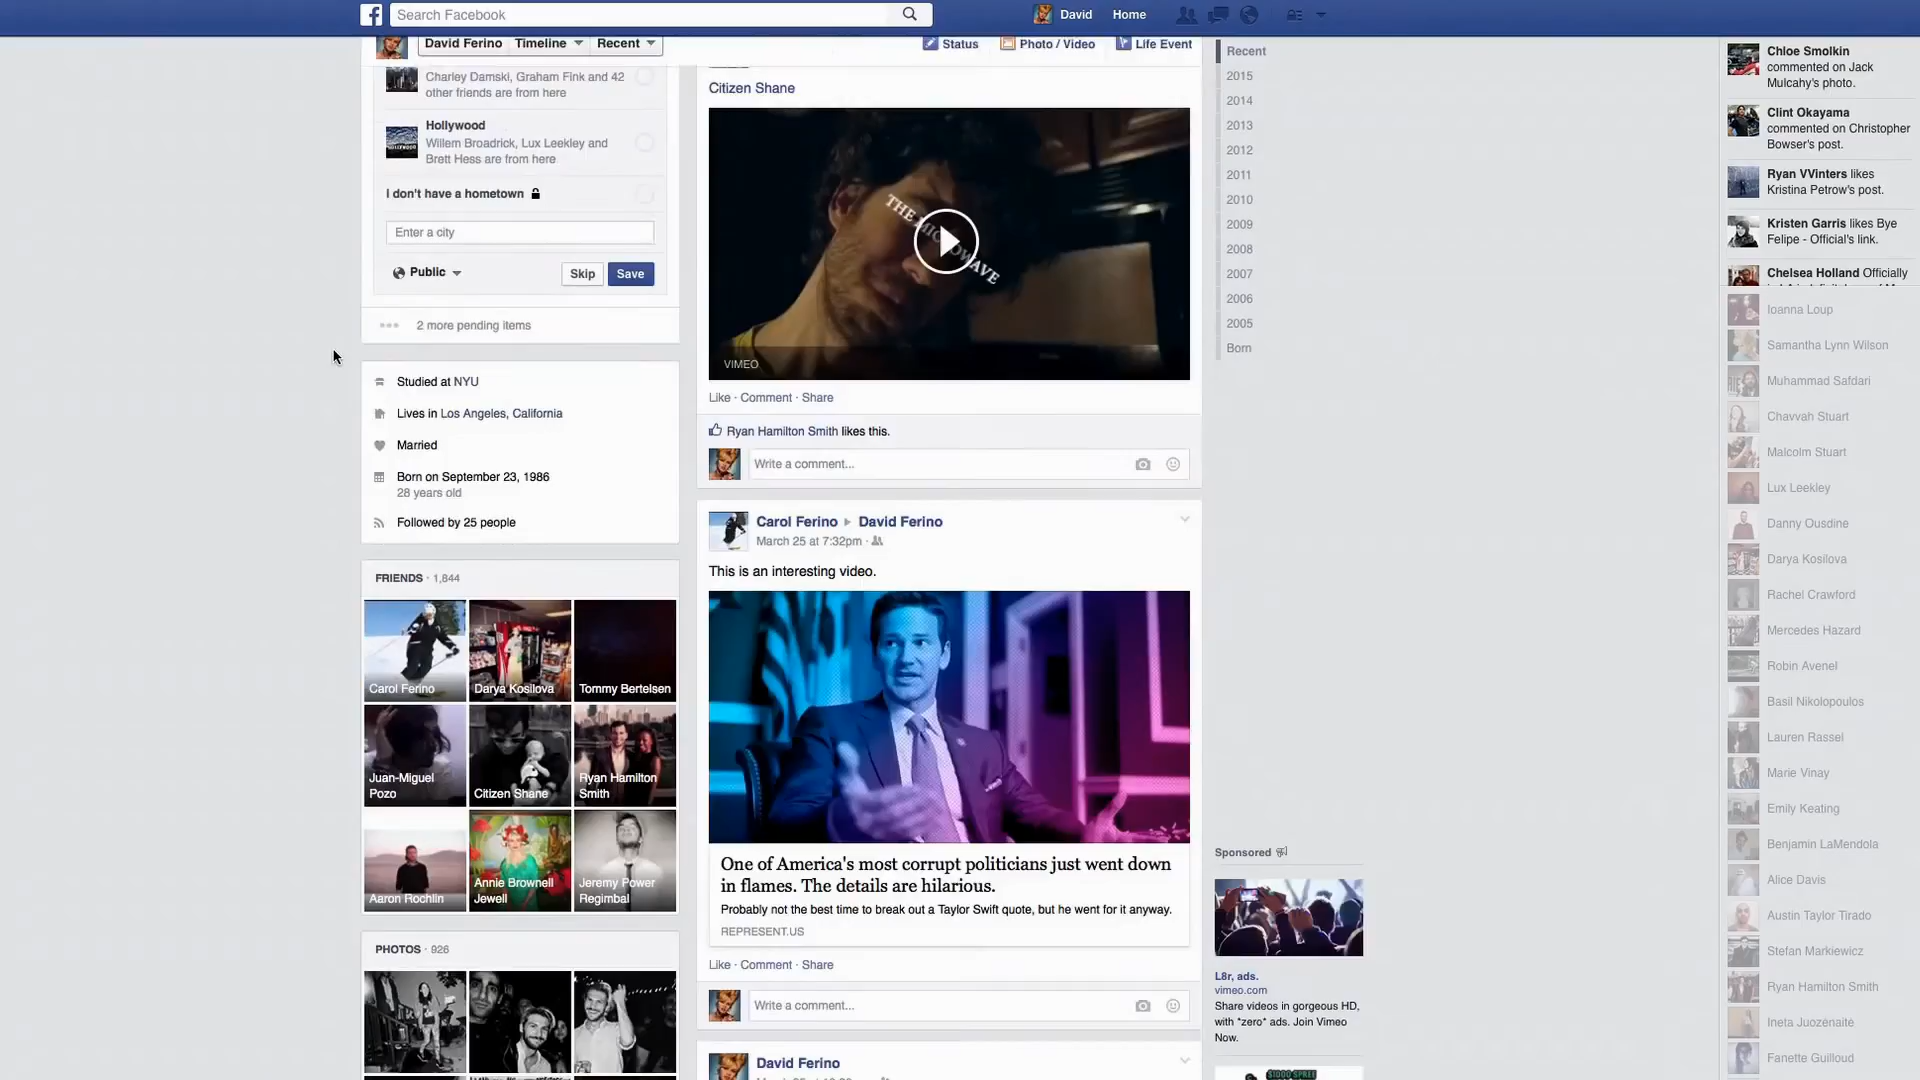 Search Facebook
David
Home
David Ferino
Timeline
Recent
Status
Photo / Video
Life Event
Charley Damski, Graham Fink and 42
other friends are from here
Hollywood
Willem Broadrick, Lux Leekley and
Brett Hess are from here
I don't have a hometown
Enter a city
Public
Skip
Save
2 more pending items
Studied at NYU
Lives in Los Angeles, California
Married
Born on September 23, 1986
28 years old
Followed by 25 people
FRIENDS · 1,844
Carol Ferino
Darya Kosilova
Tommy Bertelsen
Juan-Miguel
Pozo
Citizen Shane
Ryan Hamilton
Smith
Aaron Rochlin
Annie Brownell
Jewell
Jeremy Power
Regimbal
PHOTOS · 926
Citizen Shane
THE MICROWAVE
VIMEO
Like · Comment · Share
Ryan Hamilton Smith likes this.
Write a comment...
Carol Ferino
David Ferino
March 25 at 7:32pm ·
This is an interesting video.
One of America's most corrupt politicians just went down
in flames. The details are hilarious.
Probably not the best time to break out a Taylor Swift quote, but he went for it anyway.
REPRESENT.US
Like · Comment · Share
Write a comment...
David Ferino
Recent
2015
2014
2013
2012
2011
2010
2009
2008
2007
2006
2005
Born
Sponsored
L8r, ads.
vimeo.com
Share videos in gorgeous HD,
with *zero* ads. Join Vimeo
Now.
$1000 SPREE
Chloe Smolkin
commented on Jack
Mulcahy's photo.
Clint Okayama
commented on Christopher
Bowser's post.
Ryan VVinters likes
Kristina Petrow's post.
Kristen Garris likes Bye
Felipe - Official's link.
Chelsea Holland Officially
Ioanna Loup
Samantha Lynn Wilson
Muhammad Safdari
Chavvah Stuart
Malcolm Stuart
Lux Leekley
Danny Ousdine
Darya Kosilova
Rachel Crawford
Mercedes Hazard
Robin Avenel
Basil Nikolopoulos
Lauren Rassel
Marie Vinay
Emily Keating
Benjamin LaMendola
Alice Davis
Austin Taylor Tirado
Stefan Markiewicz
Ryan Hamilton Smith
Ineta Juozėnaitė
Fanette Guilloud